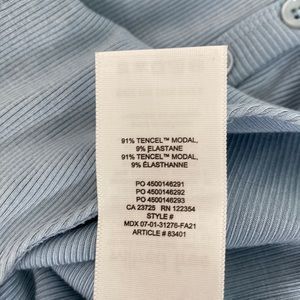 91% TENCEL™ MODAL,
9% ELASTANE
91% TENCEL™ MODAL,
9% ÉLASTHANNE
PO 4500146291
PO 4500146292
PO 4500146293
CA 23725 RN 122354
STYLE #
MDX 07-01-31276-FA21
ARTICLE # 83401